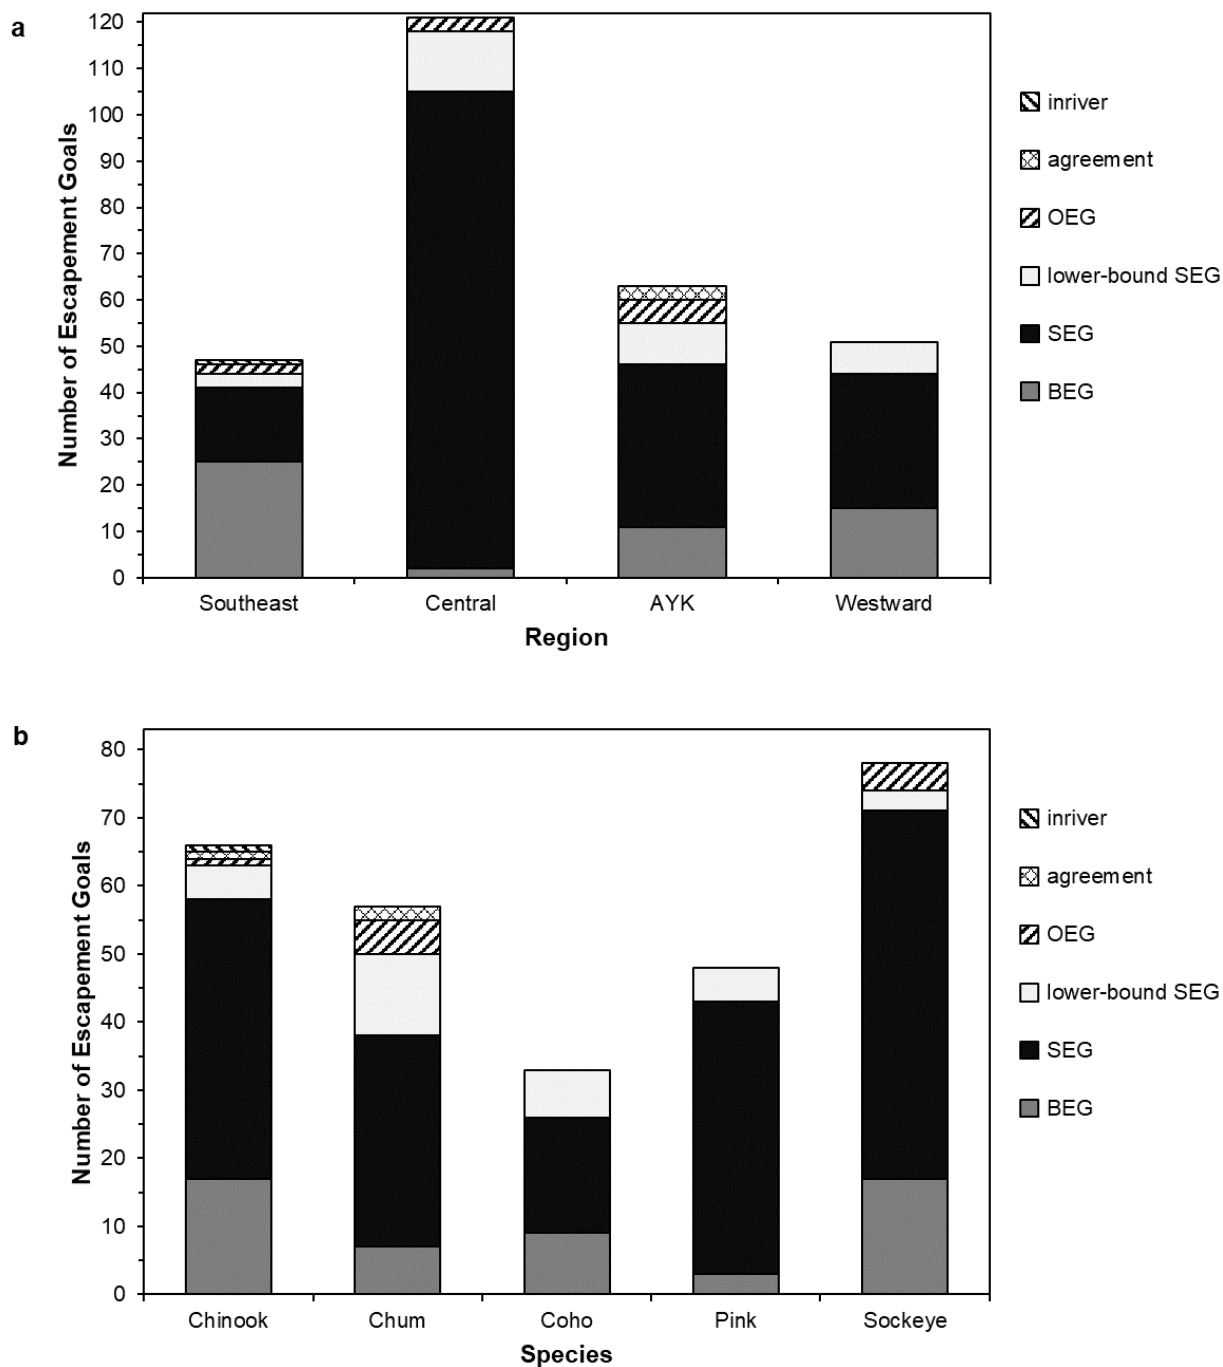 a
Number of Escapement Goals
120
110
100
90
80
70
60
50
40
30
20
10
0
Southeast Central AYK Westward
Region
inriver
agreement
OEG
lower-bound SEG
SEG
BEG
b
Number of Escapement Goals
80
70
60
50
40
30
20
10
0
Chinook Chum Coho Pink Sockeye
Species
inriver
agreement
OEG
lower-bound SEG
SEG
BEG